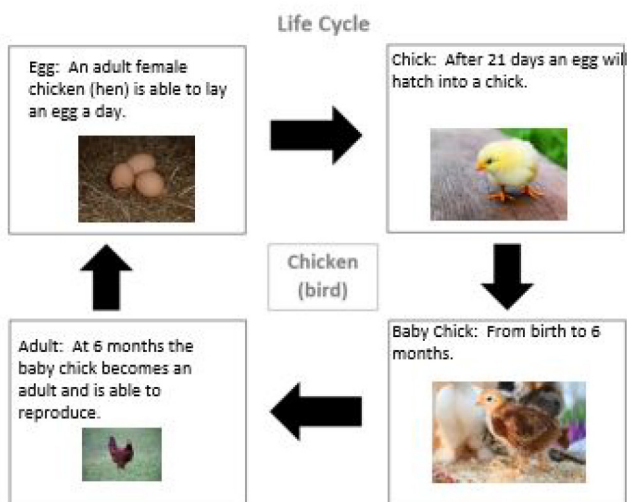 Life Cycle
Egg: An adult female
chicken (hen) is able to lay
an egg a day.
Chick: After 21 days an egg will
hatch into a chick.
Chicken
(bird)
Adult: At 6 months the
baby chick becomes an
adult and is able to
reproduce.
Baby Chick: From birth to 6
months.